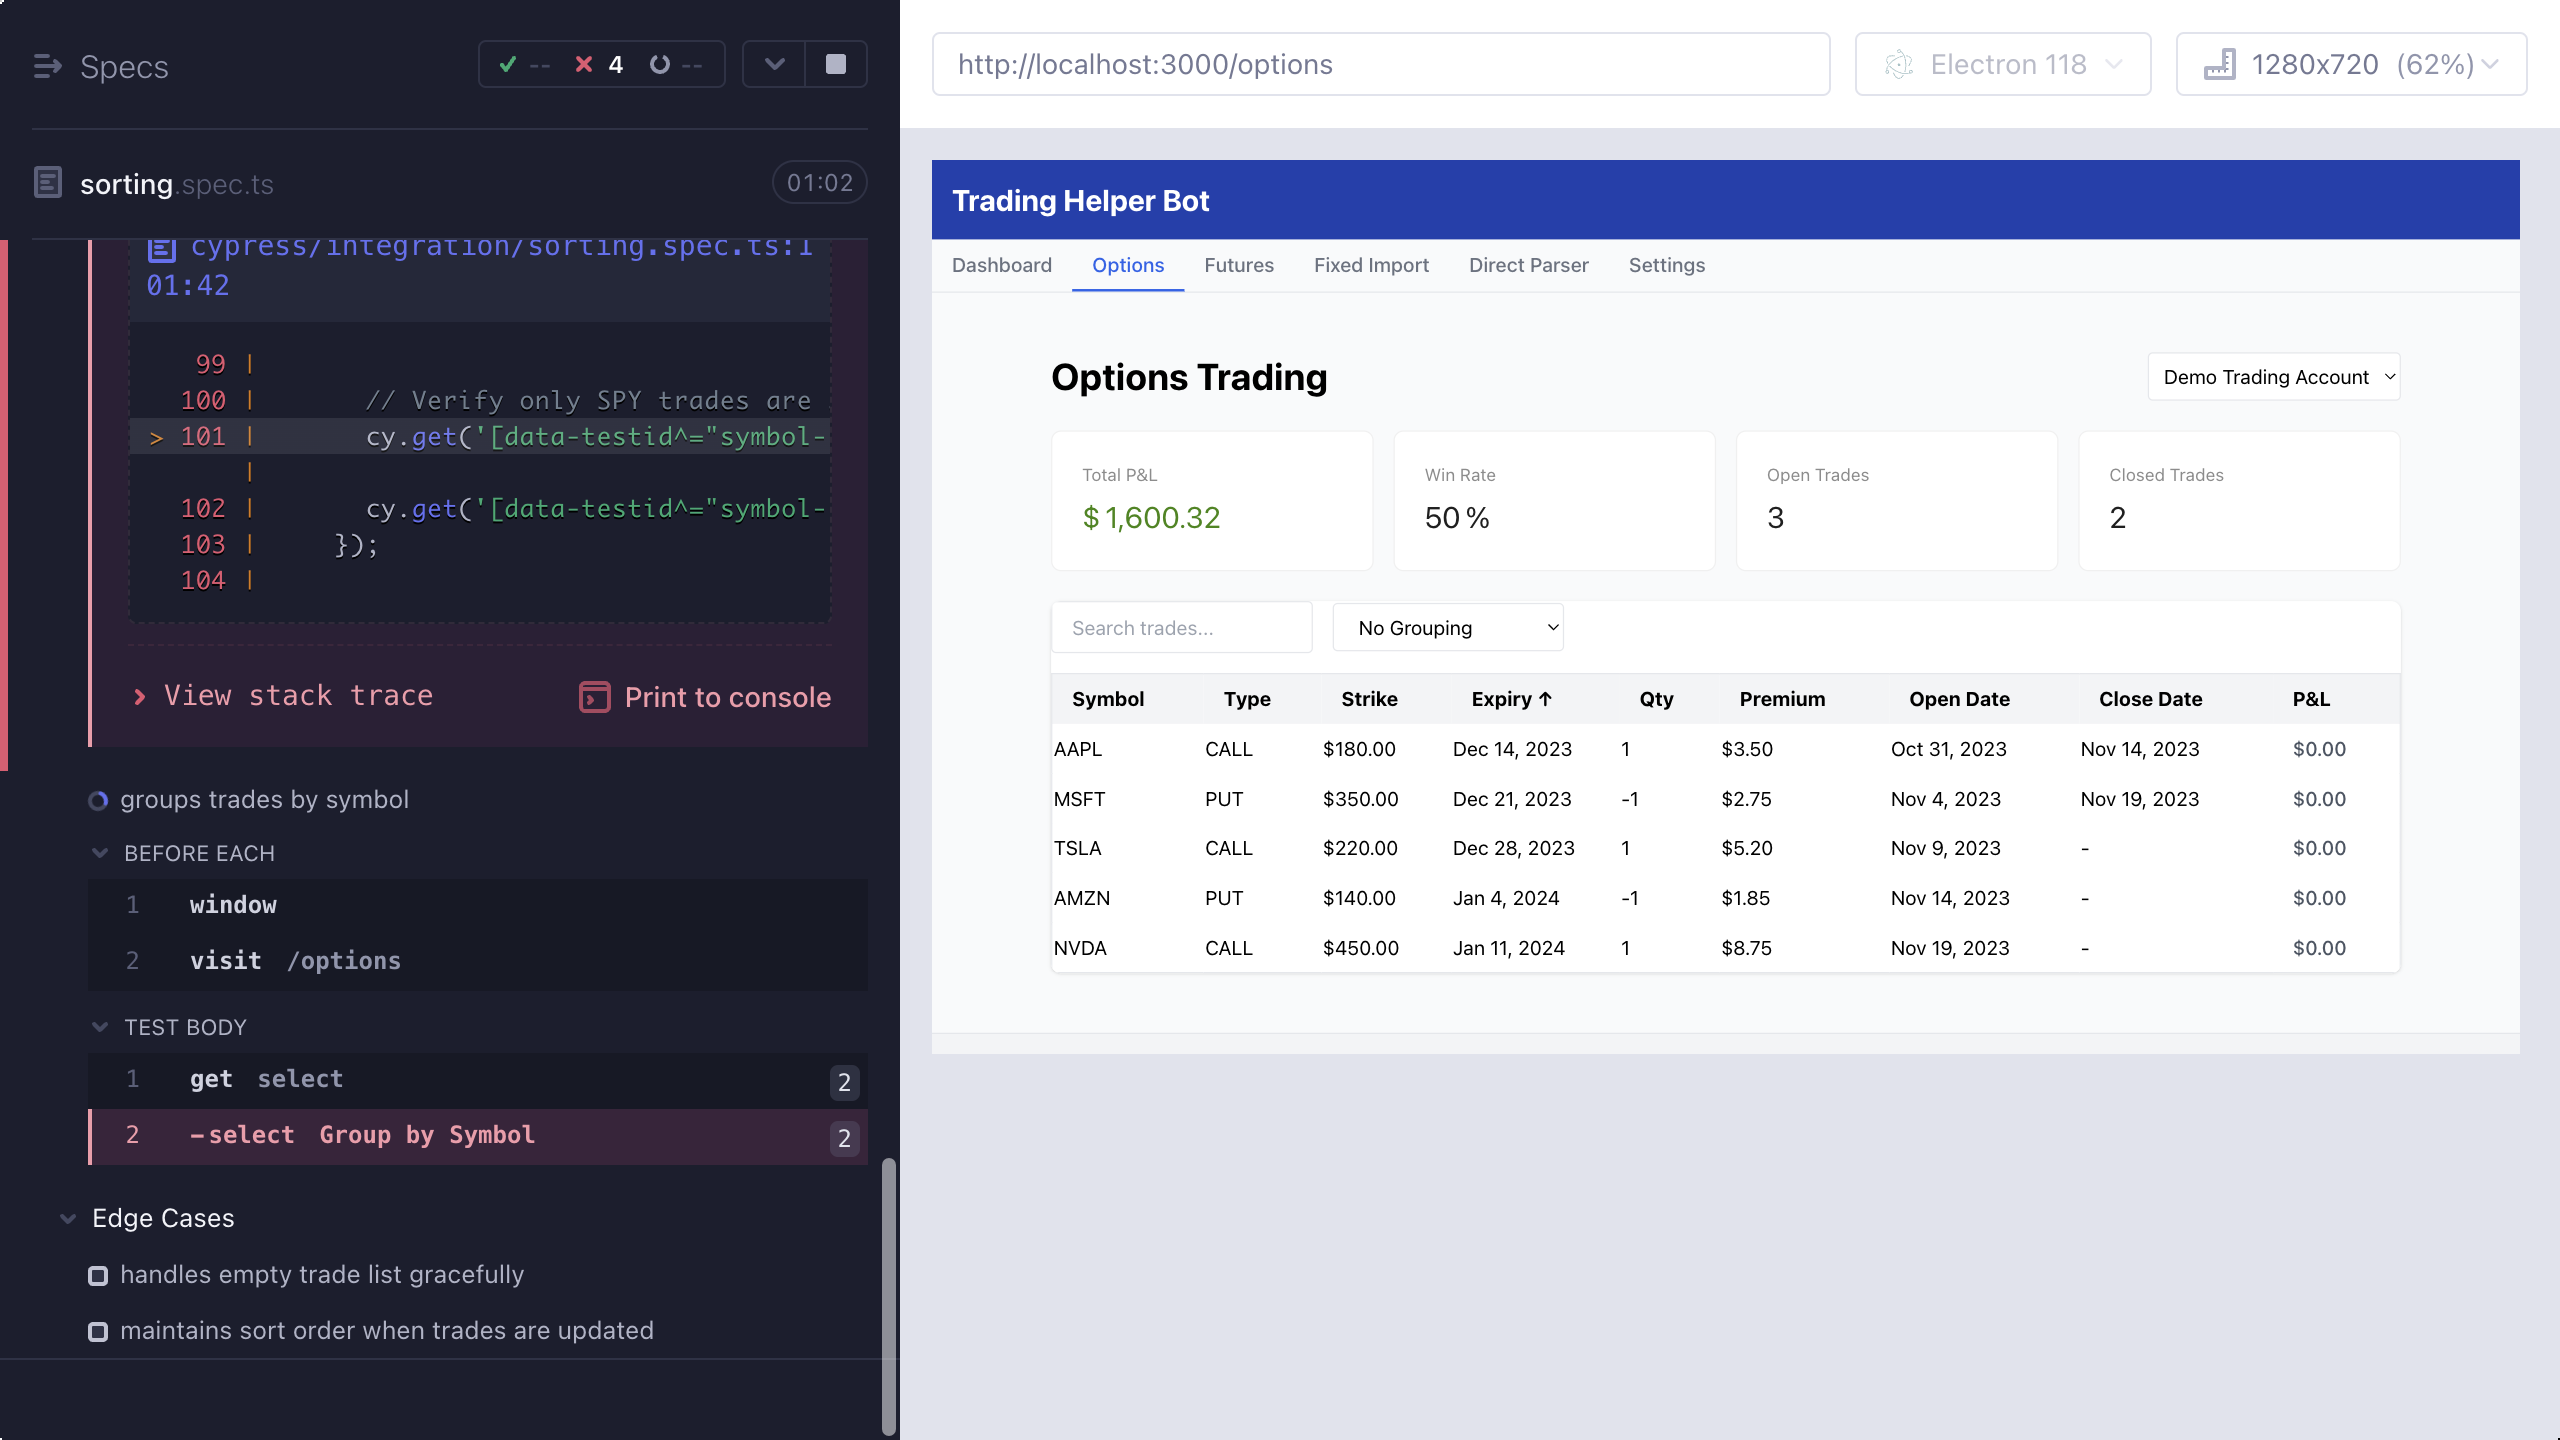 Specs
-- 4 --
sorting.spec.ts
01:02
cypress/integration/sorting.spec.ts:1
01:42
99 |
100 | // Verify only SPY trades are
> 101 | cy.get('[data-testid^="symbol-
|
102 | cy.get('[data-testid^="symbol-
103 | });
104 |
View stack trace
Print to console
groups trades by symbol
BEFORE EACH
1 window
2 visit /options
TEST BODY
1 get select 2
2 -select Group by Symbol 2
Edge Cases
handles empty trade list gracefully
maintains sort order when trades are updated
http://localhost:3000/options
Electron 118
1280x720 (62%)
Trading Helper Bot
Dashboard Options Futures Fixed Import Direct Parser Settings
Options Trading
Demo Trading Account
Total P&L
$ 1,600.32
Win Rate
50 %
Open Trades
3
Closed Trades
2
Search trades...
No Grouping
Symbol Type Strike Expiry ↑ Qty Premium Open Date Close Date P&L
AAPL CALL $180.00 Dec 14, 2023 1 $3.50 Oct 31, 2023 Nov 14, 2023 $0.00
MSFT PUT $350.00 Dec 21, 2023 -1 $2.75 Nov 4, 2023 Nov 19, 2023 $0.00
TSLA CALL $220.00 Dec 28, 2023 1 $5.20 Nov 9, 2023 - $0.00
AMZN PUT $140.00 Jan 4, 2024 -1 $1.85 Nov 14, 2023 - $0.00
NVDA CALL $450.00 Jan 11, 2024 1 $8.75 Nov 19, 2023 - $0.00